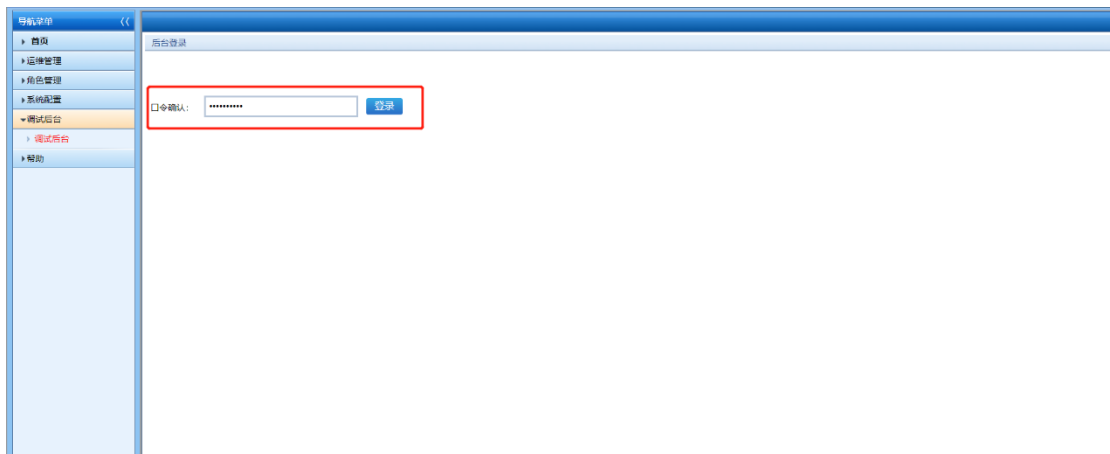 导航菜单 <<
首页
后台登录
运维管理
角色管理
系统配置
口令确认: ••••••••••
登录
调试后台
调试后台
帮助